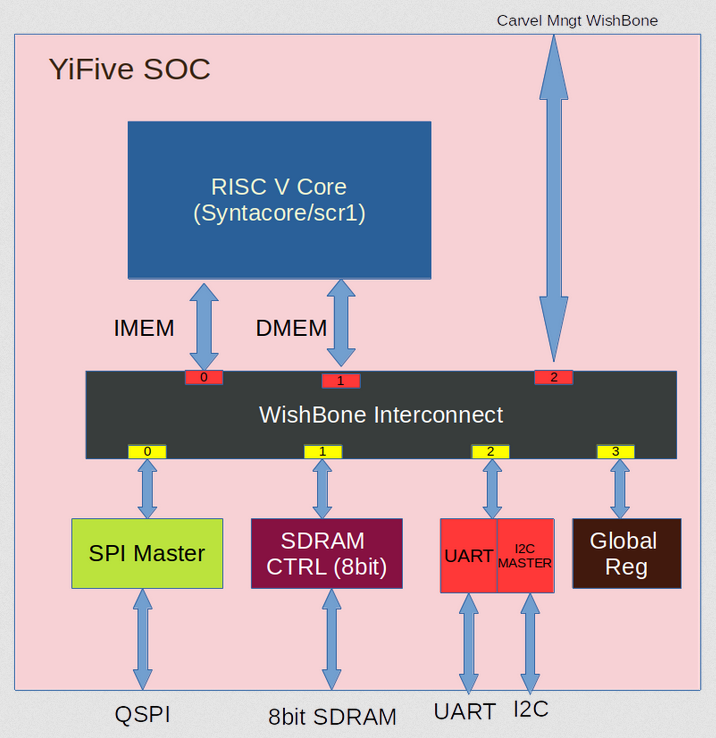 Carvel Mngt WishBone
YiFive SOC
RISC V Core
(Syntacore/scr1)
IMEM
DMEM
0
1
2
WishBone Interconnect
0
1
2
3
SPI Master
SDRAM
CTRL (8bit)
UART
I2C
MASTER
Global
Reg
QSPI
8bit SDRAM
UART
I2C